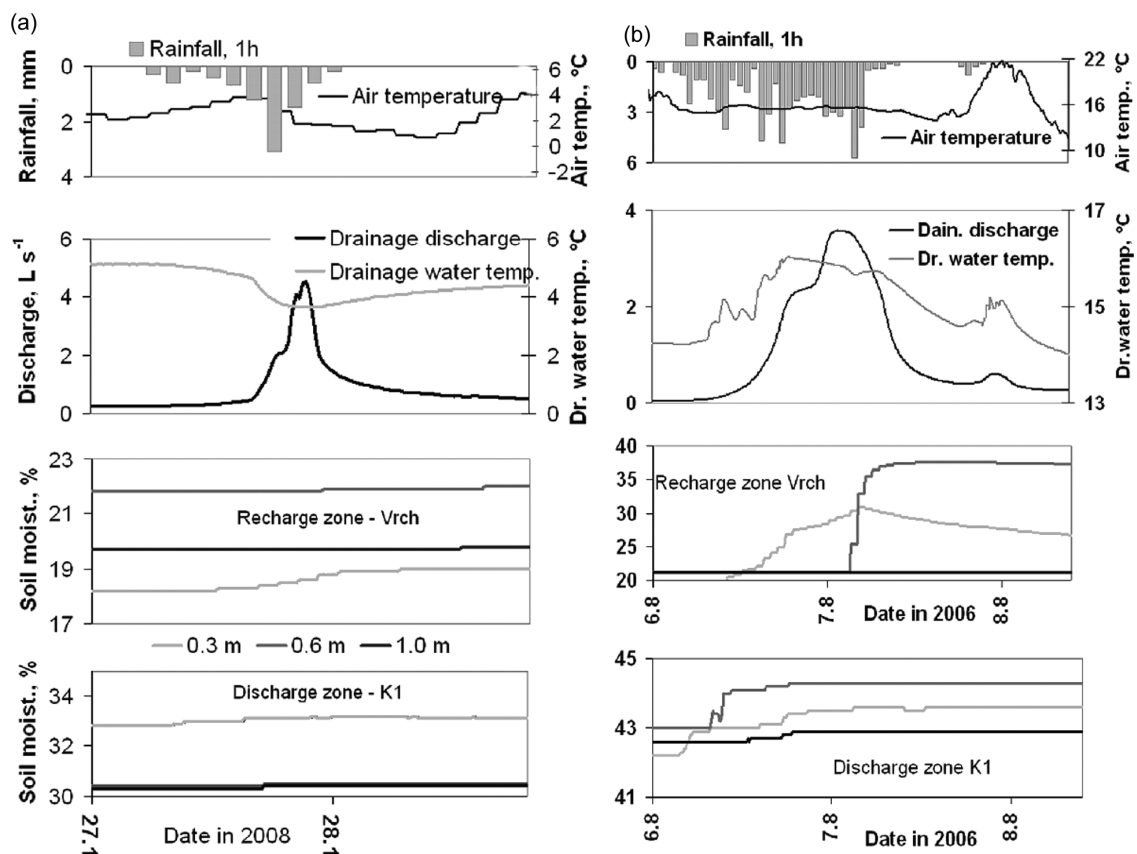 (a)
Rainfall, 1h
Rainfall, mm
0
2
4
Air temperature
6
4
2
0
-2
Air temp., °C
Drainage discharge
Drainage water temp.
Discharge, L s⁻¹
6
4
2
0
6
4
2
0
Dr. water temp., °C
Soil moist., %
23
21
19
17
Recharge zone - Vrch
0.3 m
0.6 m
1.0 m
Soil moist., %
34
32
30
Discharge zone - K1
27.1
28.1
Date in 2008
(b)
Rainfall, 1h
0
3
6
Air temperature
22
16
10
Air temp., °C
4
2
0
Dain. discharge
Dr. water temp.
17
15
13
Dr.water temp., °C
40
35
30
25
20
Recharge zone Vrch
6.8
7.8
8.8
Date in 2006
45
43
41
Discharge zone K1
6.8
7.8
8.8
Date in 2006